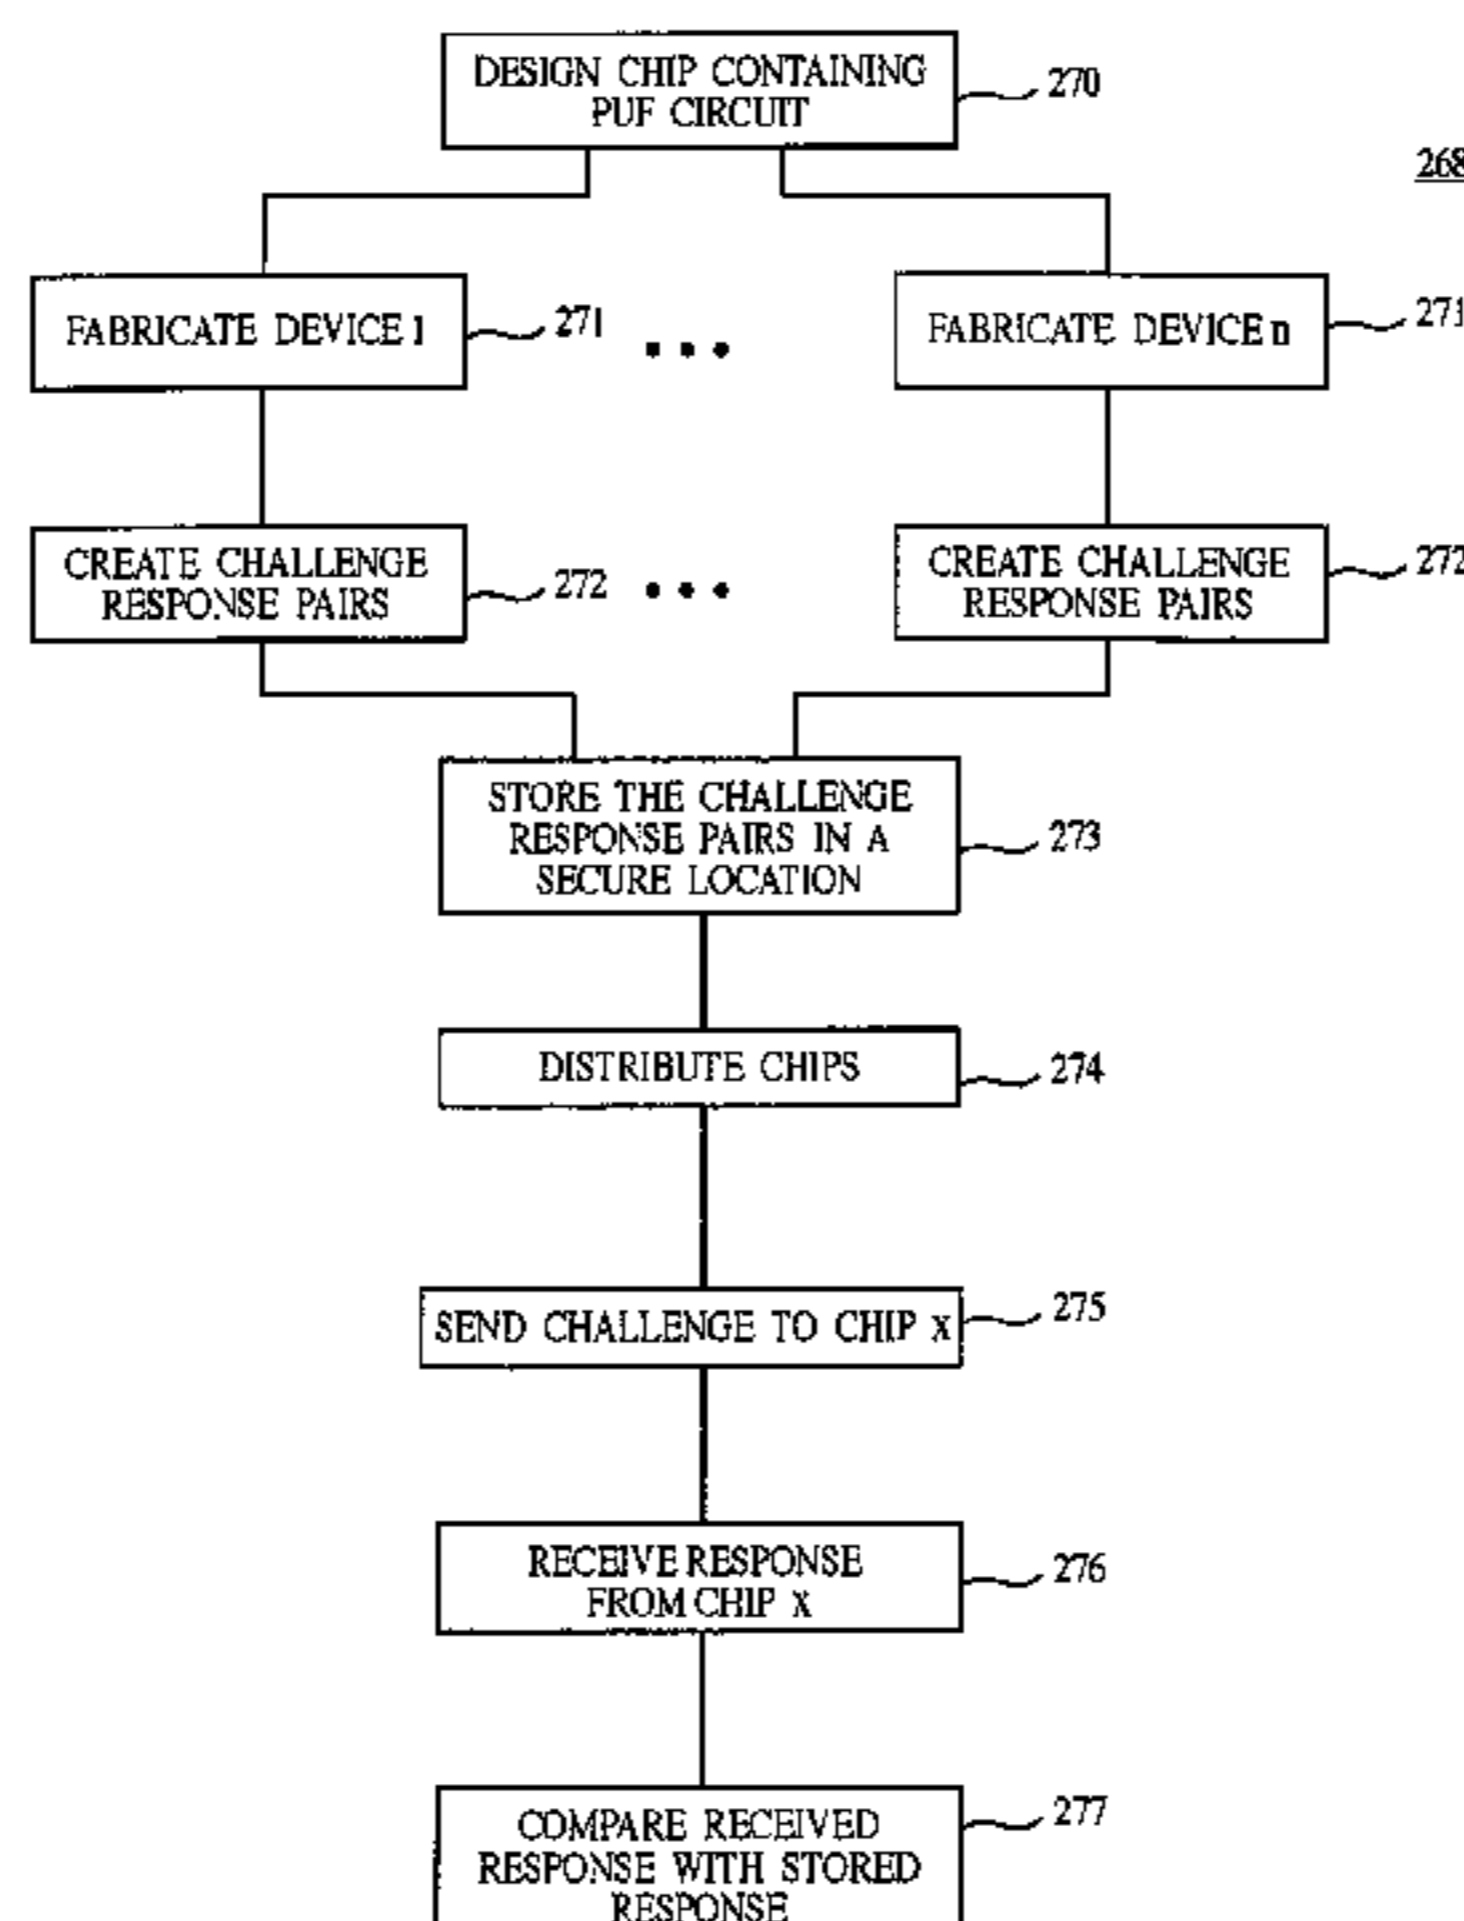 DESIGN CHIP CONTAINING
PUF CIRCUIT
270
268
FABRICATE DEVICE 1
271
FABRICATE DEVICE n
271
CREATE CHALLENGE
RESPONSE PAIRS
272
CREATE CHALLENGE
RESPONSE PAIRS
272
STORE THE CHALLENGE
RESPONSE PAIRS IN A
SECURE LOCATION
273
DISTRIBUTE CHIPS
274
SEND CHALLENGE TO CHIP x
275
RECEIVE RESPONSE
FROM CHIP x
276
COMPARE RECEIVED
RESPONSE WITH STORED
RESPONSE
277